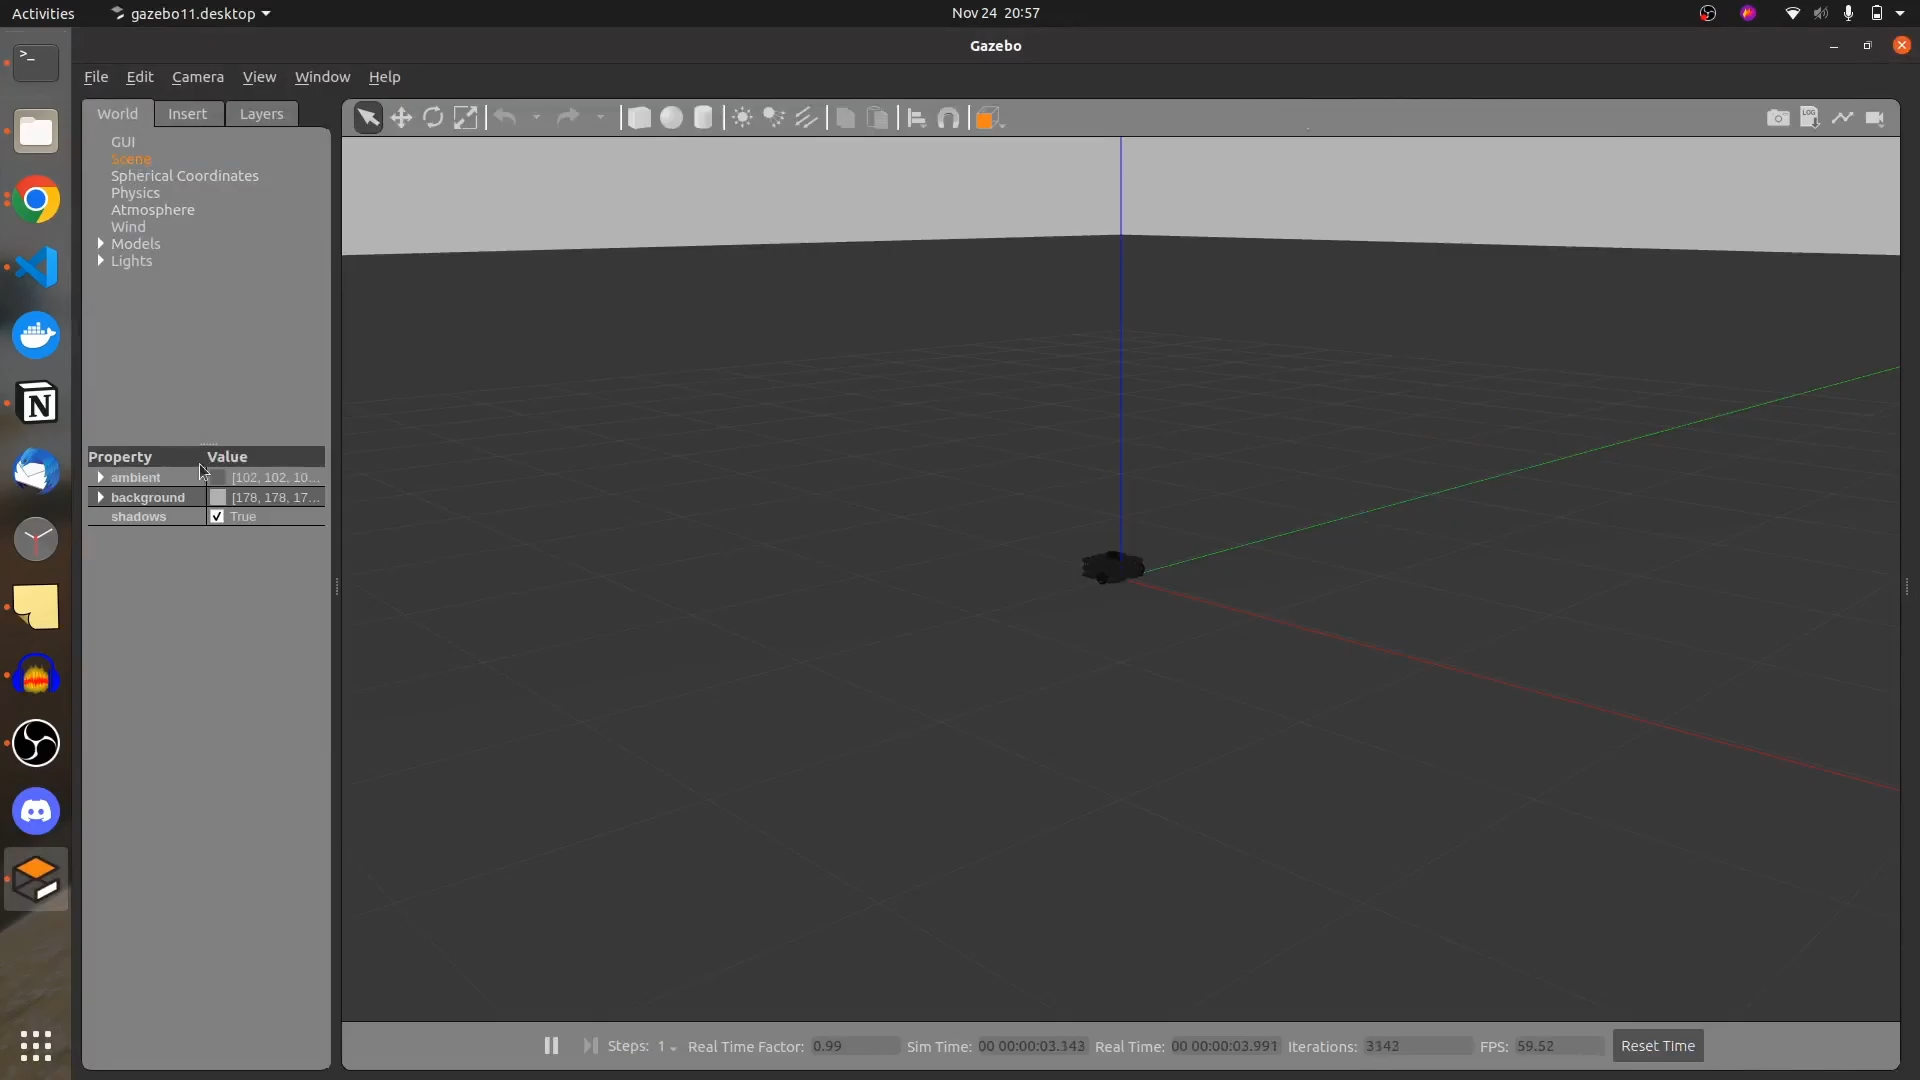 Activities gazebo11.desktop Nov 24 20:57
Gazebo
File Edit Camera View Window Help
World Insert Layers
GUI
Scene
Spherical Coordinates
Physics
Atmosphere
Wind
Models
Lights
Property Value
ambient [102, 102, 10...
background [178, 178, 17...
shadows True
LOG
>_
N
Steps: 1 Real Time Factor: 0.99 Sim Time: 00 00:00:03.343 Real Time: 00 00:00:03.991 Iterations: 3343 FPS: 59.52 Reset Time